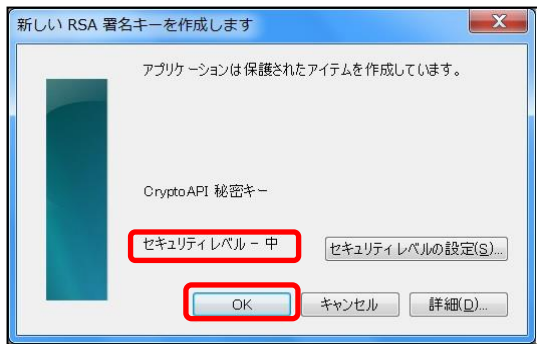 新しい RSA 署名キーを作成します
アプリケーションは保護されたアイテムを作成しています。
CryptoAPI 秘密キー
セキュリティ レベル - 中
セキュリティ レベルの設定(S)...
OK
キャンセル
詳細(D)...